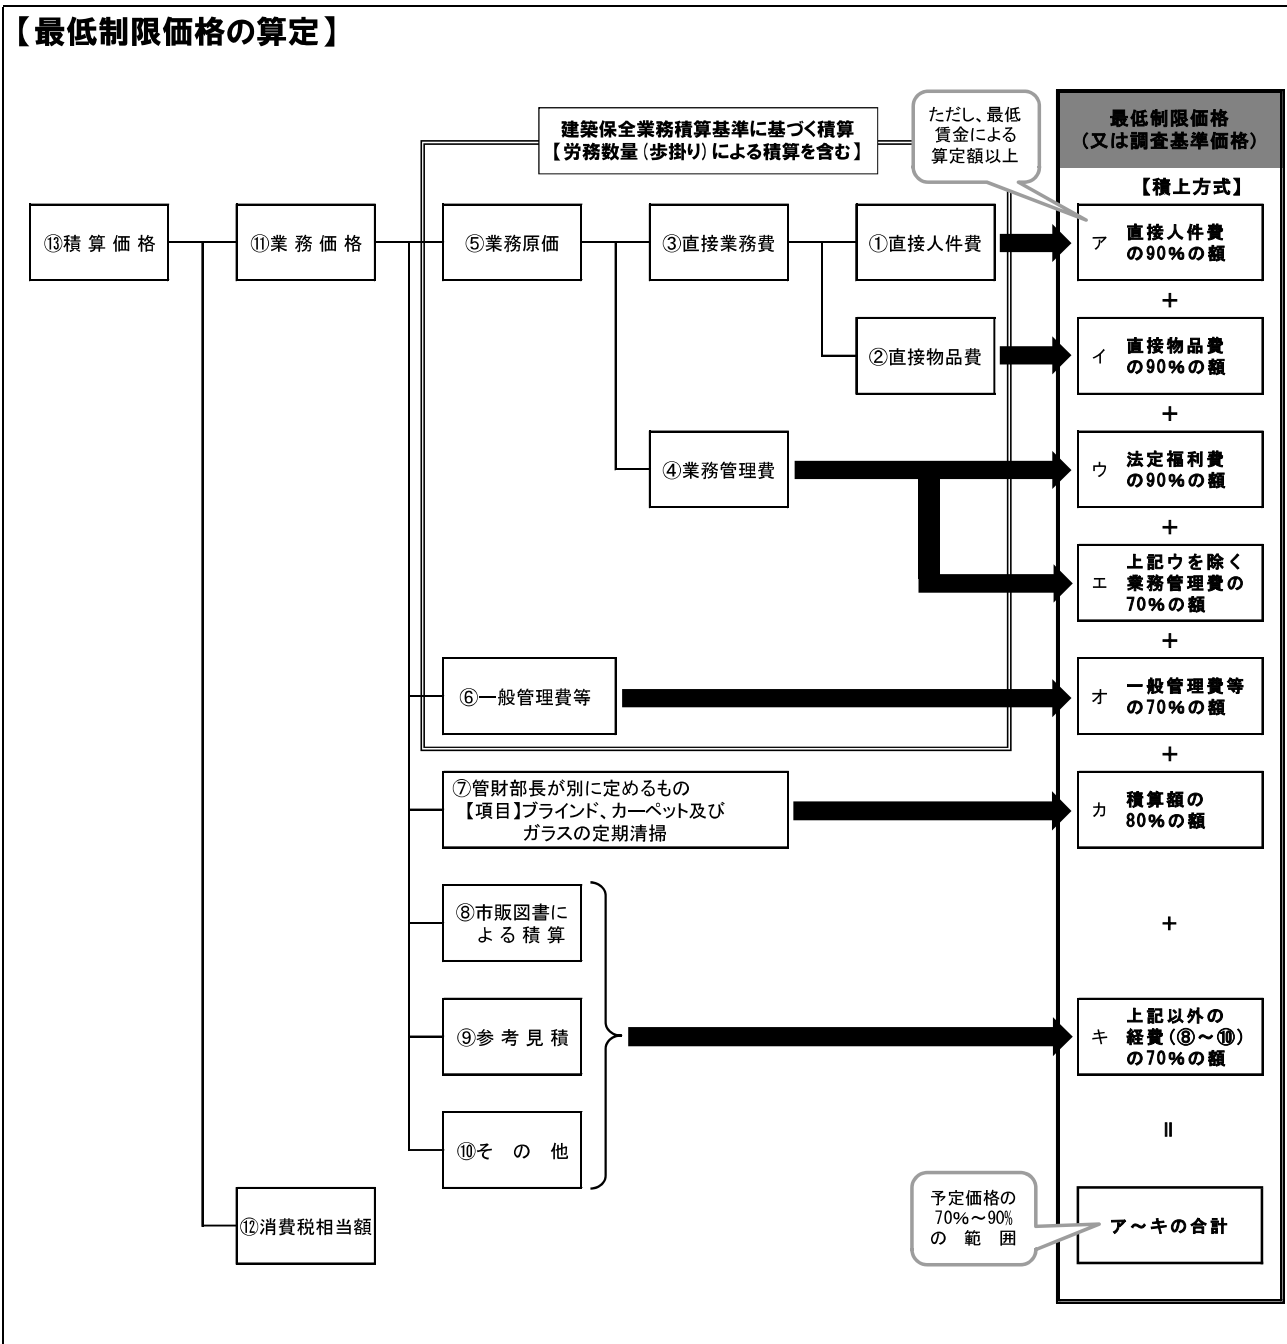 【最低制限価格の算定】
建築保全業務積算基準に基づく積算
【労務数量(歩掛り)による積算を含む】
ただし、最低
賃金による
算定額以上
最低制限価格
(又は調査基準価格)
【積上方式】
⑬積算価格
⑪業務価格
⑤業務原価
③直接業務費
①直接人件費
ア 直接人件費
の90%の額
+
②直接物品費
イ 直接物品費
の90%の額
+
④業務管理費
ウ 法定福利費
の90%の額
+
エ 上記ウを除く
業務管理費の
70%の額
+
⑥一般管理費等
オ 一般管理費等
の70%の額
+
⑦管財部長が別に定めるもの
【項目】ブラインド、カーペット及び
ガラスの定期清掃
カ 積算額の
80%の額
+
⑧市販図書に
よる積算
⑨参考見積
キ 上記以外の
経費(⑧~⑩)
の70%の額
⑩その他
=
⑫消費税相当額
予定価格の
70%~90%
の範囲
ア~キの合計